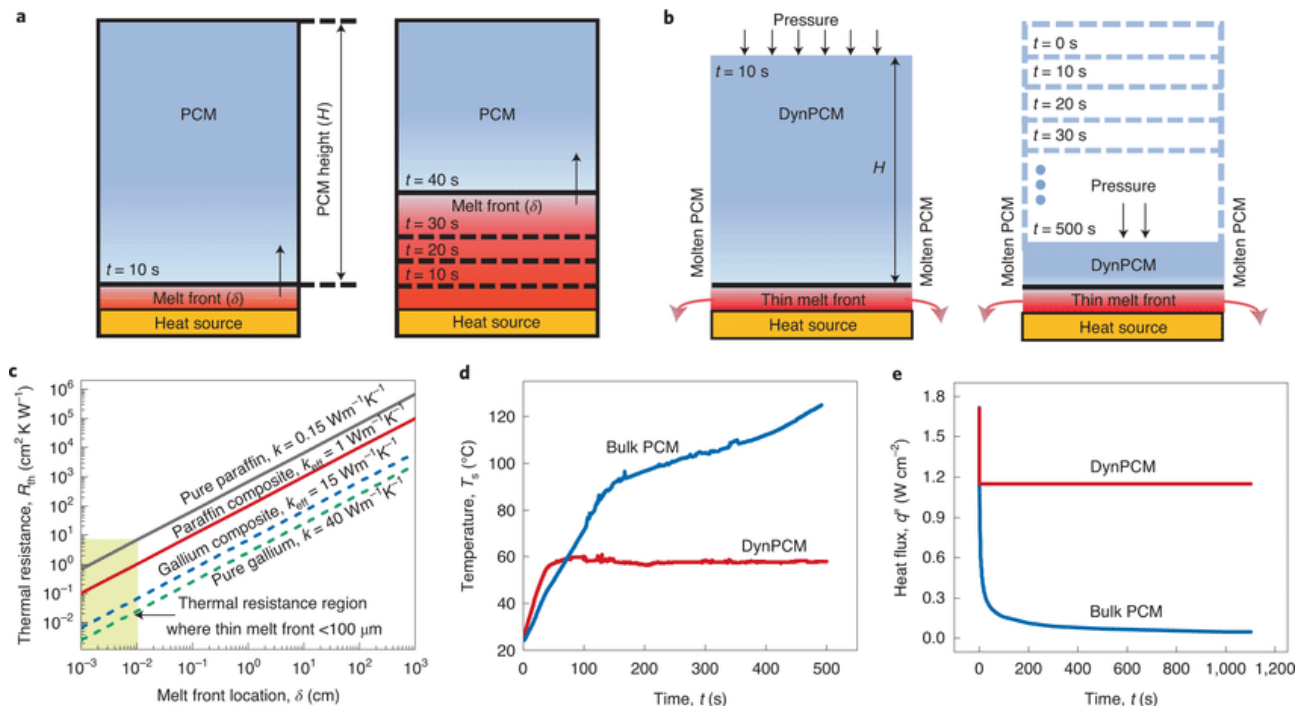 a
PCM
t = 10 s
Melt front (δ)
Heat source
PCM height (H)
PCM
t = 40 s
Melt front (δ)
t = 30 s
t = 20 s
t = 10 s
Heat source
b
Pressure
t = 10 s
DynPCM
H
Molten PCM
Molten PCM
Thin melt front
Heat source
t = 0 s
t = 10 s
t = 20 s
t = 30 s
Pressure
t = 500 s
DynPCM
Molten PCM
Molten PCM
Thin melt front
Heat source
c
Thermal resistance, Rth (cm² K W⁻¹)
10⁶
10⁵
10⁴
10³
10²
10¹
10⁰
10⁻¹
10⁻²
Pure paraffin, k = 0.15 Wm⁻¹K⁻¹
Paraffin composite, keff = 1 Wm⁻¹K⁻¹
Gallium composite, keff = 15 Wm⁻¹K⁻¹
Pure gallium, k = 40 Wm⁻¹K⁻¹
Thermal resistance region
where thin melt front <100 μm
10⁻³ 10⁻² 10⁻¹ 10⁰ 10¹ 10² 10³
Melt front location, δ (cm)
d
Temperature, Ts (°C)
120
100
80
60
40
20
Bulk PCM
DynPCM
0 100 200 300 400 500
Time, t (s)
e
Heat flux, q" (W cm⁻²)
1.8
1.5
1.2
0.9
0.6
0.3
0.0
DynPCM
Bulk PCM
0 200 400 600 800 1,000 1,200
Time, t (s)